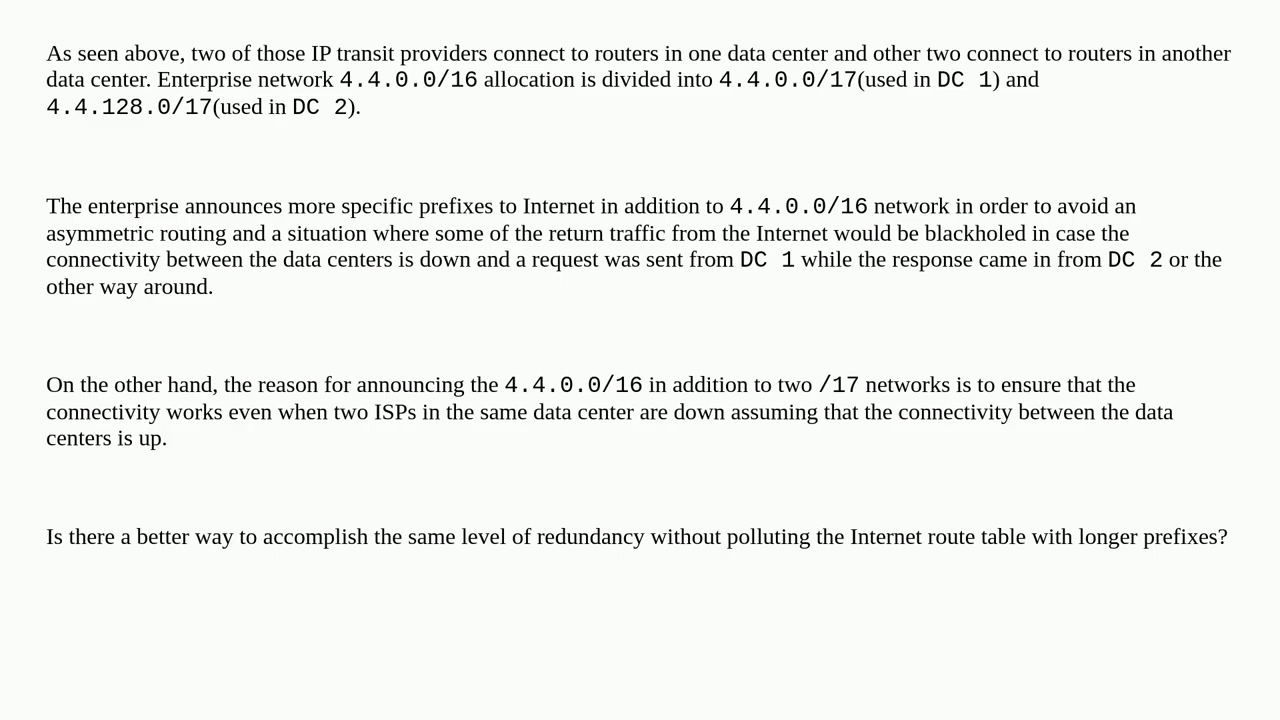 As seen above, two of those IP transit providers connect to routers in one data center and other two connect to routers in another
data center. Enterprise network 4.4.0.0/16 allocation is divided into 4.4.0.0/17(used in DC 1) and
4.4.128.0/17(used in DC 2).
The enterprise announces more specific prefixes to Internet in addition to 4.4.0.0/16 network in order to avoid an
asymmetric routing and a situation where some of the return traffic from the Internet would be blackholed in case the
connectivity between the data centers is down and a request was sent from DC 1 while the response came in from DC 2 or the
other way around.
On the other hand, the reason for announcing the 4.4.0.0/16 in addition to two /17 networks is to ensure that the
connectivity works even when two ISPs in the same data center are down assuming that the connectivity between the data
centers is up.
Is there a better way to accomplish the same level of redundancy without polluting the Internet route table with longer prefixes?